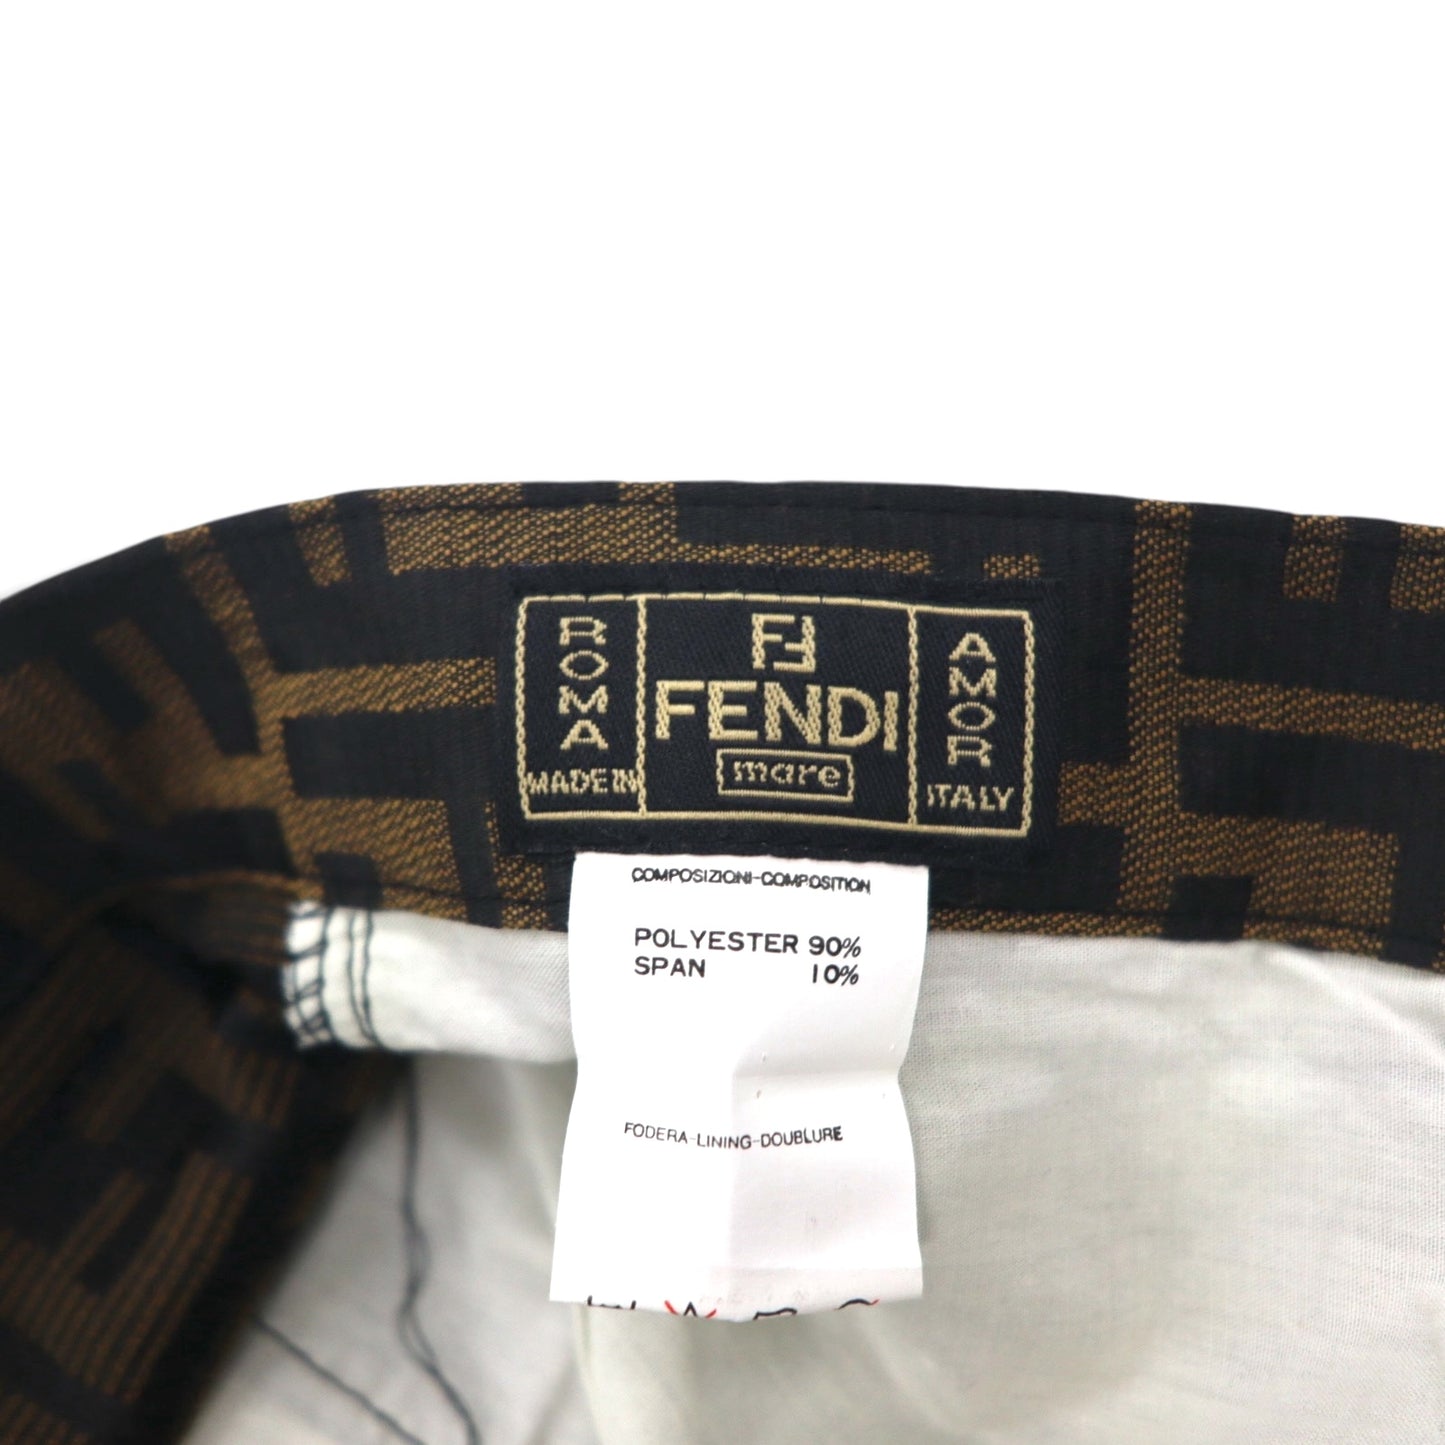 ROMA
MADE IN
FF
FENDI
mare
AMOR
ITALY
COMPOSIZIONI-COMPOSITION
POLYESTER 90%
SPAN 10%
FODERA-LINING-DOUBLURE